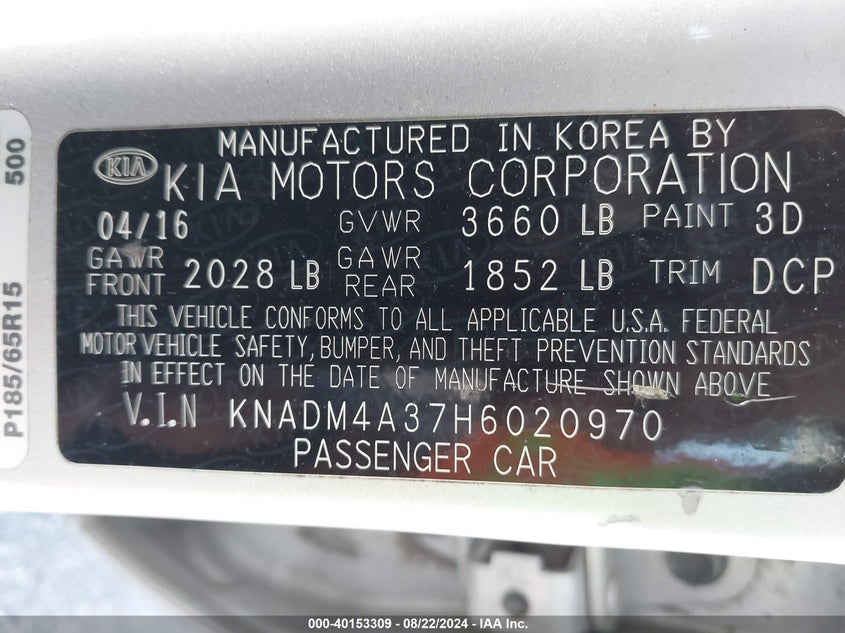 MANUFACTURED IN KOREA BY
KIA
KIA MOTORS CORPORATION
04/16 GVWR 3660 LB PAINT 3D
GAWR FRONT 2028 LB GAWR REAR 1852 LB TRIM DCP
THIS VEHICLE CONFORMS TO ALL APPLICABLE U.S.A. FEDERAL
MOTOR VEHICLE SAFETY, BUMPER, AND THEFT PREVENTION STANDARDS
IN EFFECT ON THE DATE OF MANUFACTURE SHOWN ABOVE
V.I.N KNADM4A37H6020970
PASSENGER CAR
P185/65R15 500
000-40153309 - 08/22/2024 - IAA Inc.